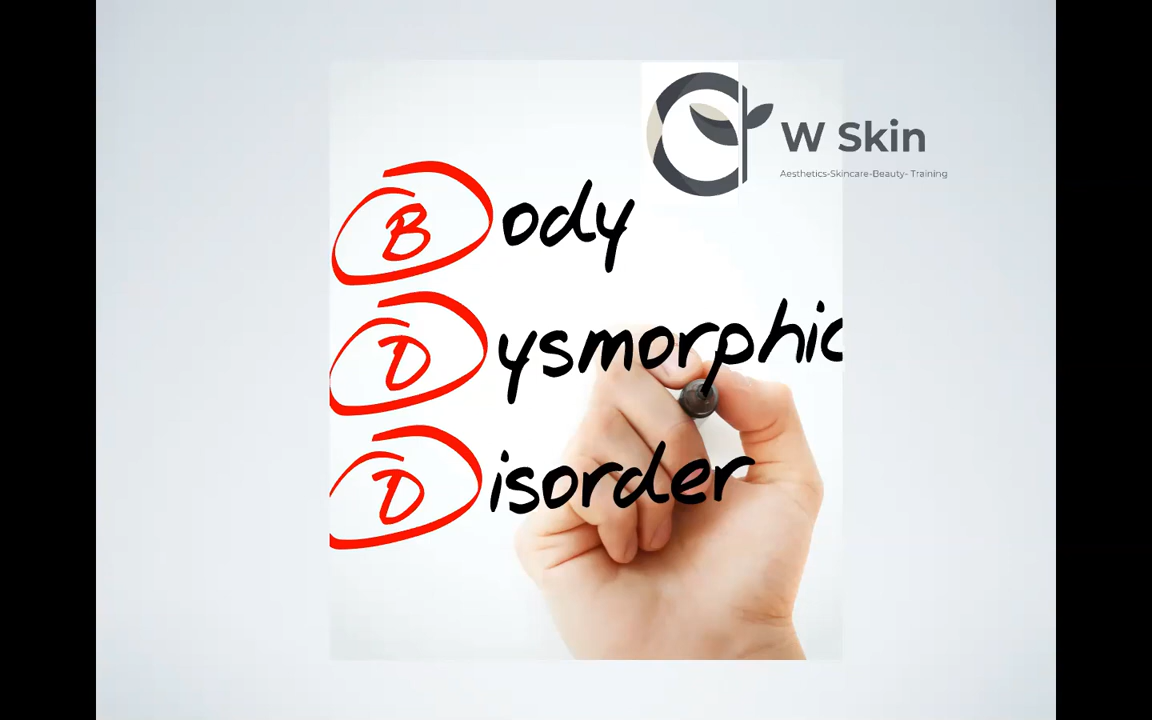 W Skin
Aesthetics-Skincare-Beauty- Training
Body
Dysmorphic
Disorder